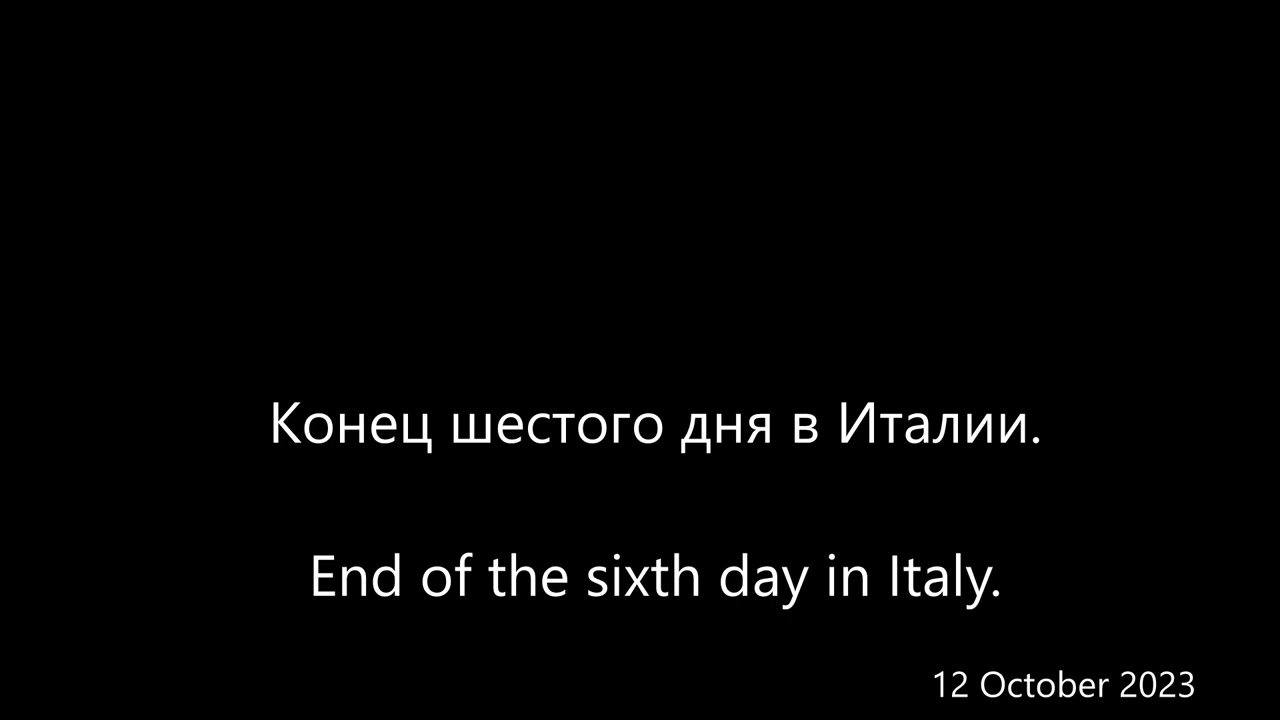 Конец шестого дня в Италии.
End of the sixth day in Italy.
12 October 2023